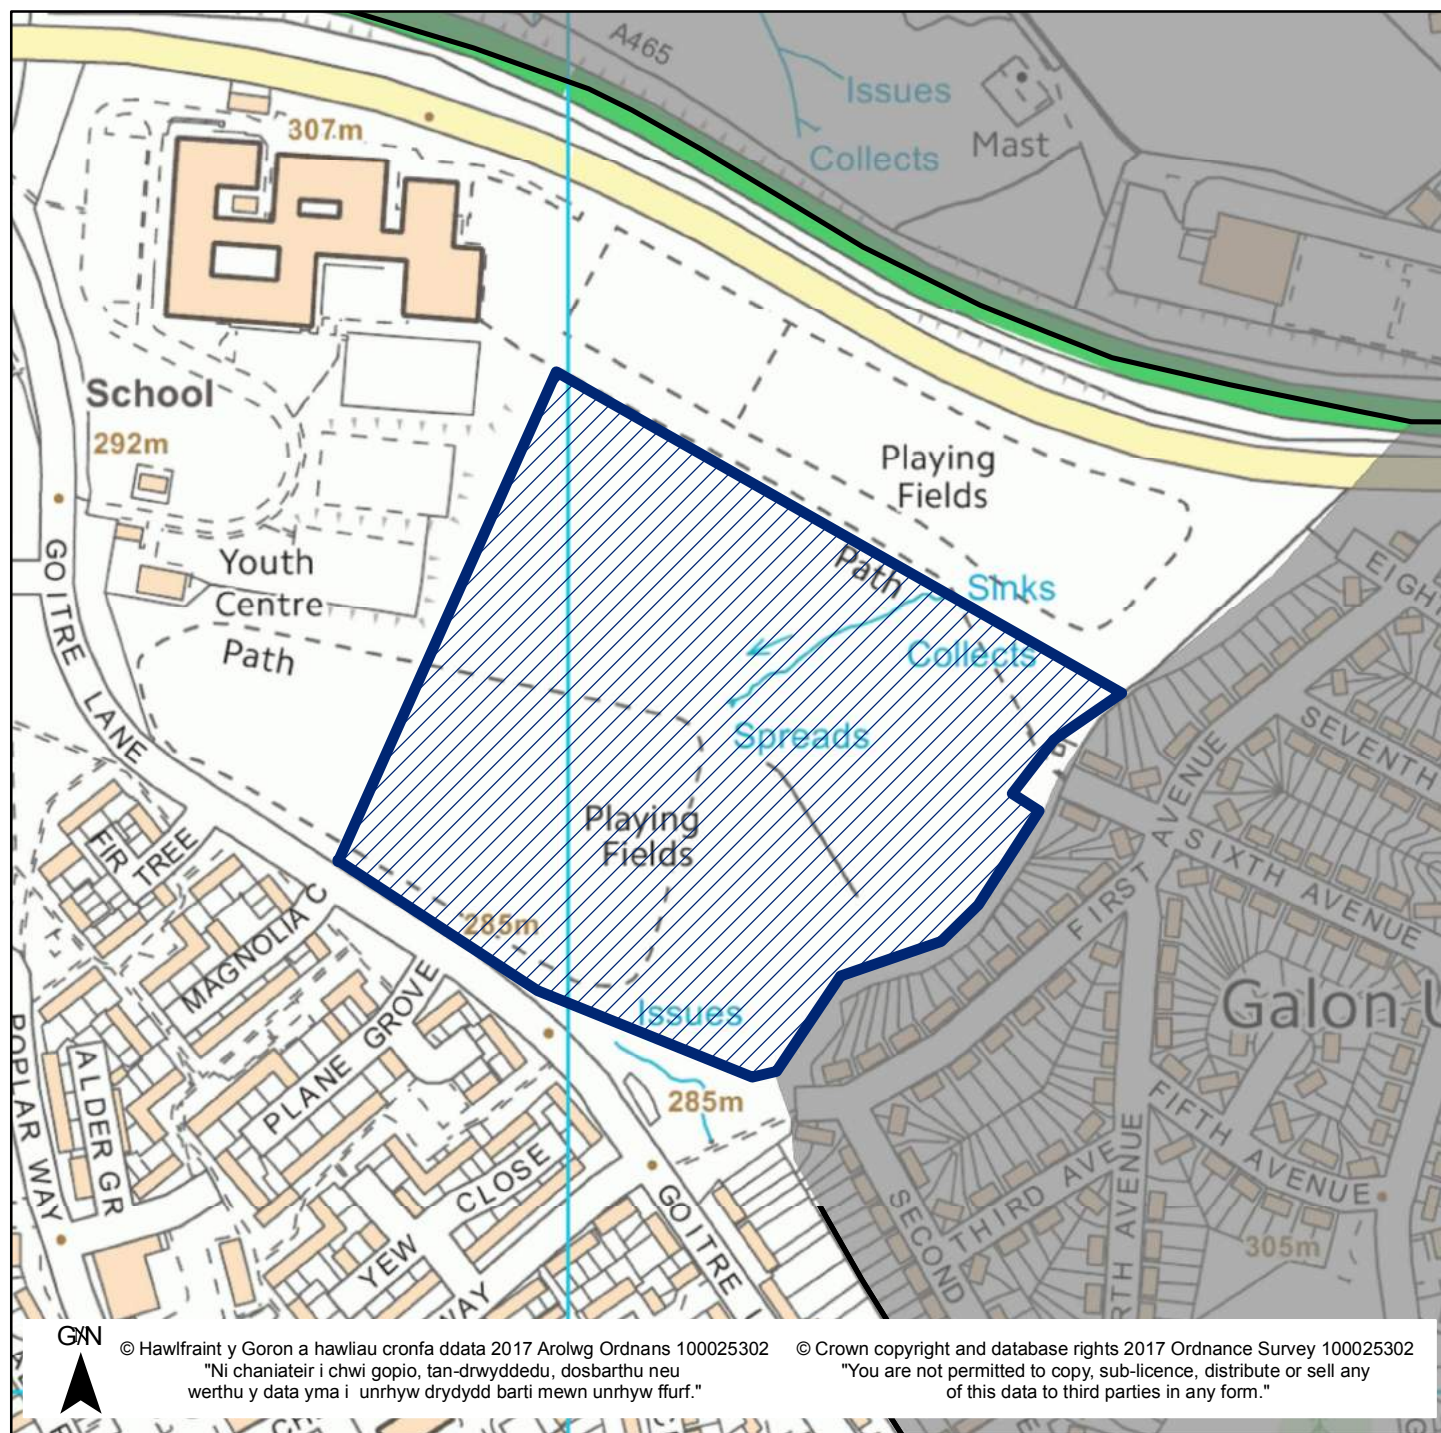 A465
Issues
Collects
Mast
307m
School
292m
Playing
Fields
Youth
Centre
Path
Path
Sinks
Collects
Spreads
Playing
Fields
285m
Issues
285m
GOITRE LANE
FIR
TREE
MAGNOLIA C
PLANE GROVE
ALDER GR
POPLAR WAY
CLOSE
YEW
WAY
GOITRE
EIGHT
SEVENTH
SIXTH AVENUE
FIRST AVENUE
Galon U
FIFTH AVENUE
THIRD AVE
SECOND
RTH AVENUE
305m
G/N
© Hawlfraint y Goron a hawliau cronfa ddata 2017 Arolwg Ordnans 100025302
"Ni chaniateir i chwi gopio, tan-drwyddedu, dosbarthu neu
werthu y data yma i unrhyw drydydd barti mewn unrhyw ffurf."
© Crown copyright and database rights 2017 Ordnance Survey 100025302
"You are not permitted to copy, sub-licence, distribute or sell any
of this data to third parties in any form."